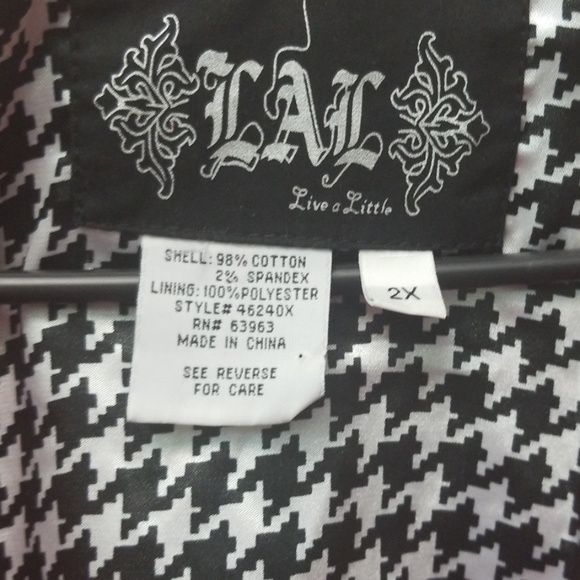 LAL
Live a Little
SHELL: 98% COTTON
2% SPANDEX
LINING: 100% POLYESTER
STYLE# 46240X
RN# 63963
MADE IN CHINA
SEE REVERSE
FOR CARE
2X